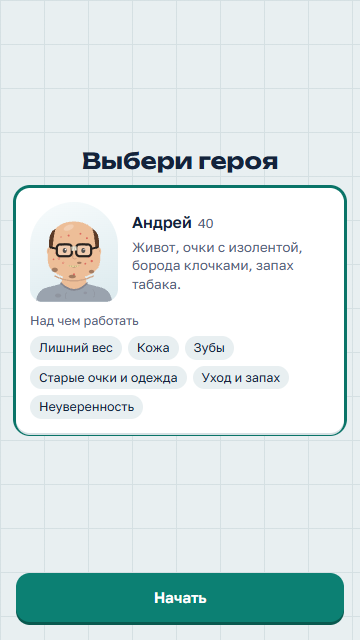 Выбери героя
Андрей 40
Живот, очки с изолентой,
борода клочками, запах
табака.
Над чем работать
Лишний вес Кожа Зубы
Старые очки и одежда Уход и запах
Неуверенность
Начать